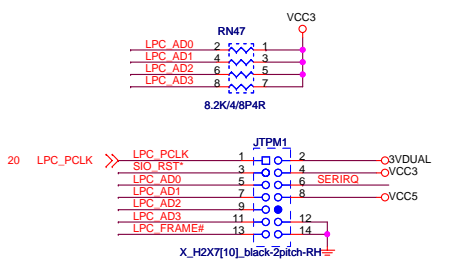 VCC3
RN47
LPC_AD0 2 1
LPC_AD1 4 3
LPC_AD2 6 5
LPC_AD3 8 7
8.2K/4/8P4R
JTPM1
20 LPC_PCLK LPC_PCLK 1 2 3VDUAL
SIO_RST* 3 4 VCC3
LPC_AD0 5 6 SERIRQ
LPC_AD1 7 8 VCC5
LPC_AD2 9
LPC_AD3 11 12
LPC_FRAME# 13 14
X_H2X7[10]_black-2pitch-RH